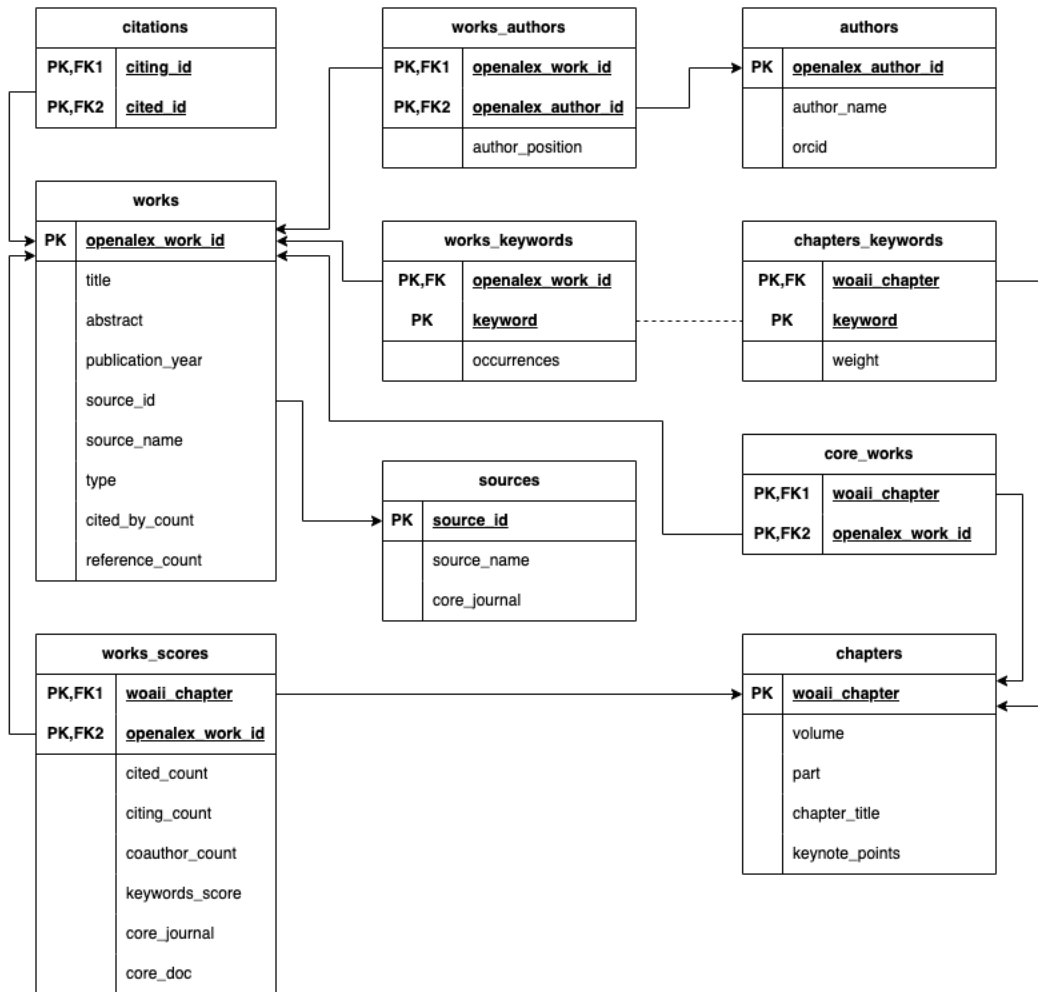 citations
PK,FK1 citing_id
PK,FK2 cited_id
works_authors
PK,FK1 openalex_work_id
PK,FK2 openalex_author_id
author_position
authors
PK openalex_author_id
author_name
orcid
works
PK openalex_work_id
title
abstract
publication_year
source_id
source_name
type
cited_by_count
reference_count
works_keywords
PK,FK openalex_work_id
PK keyword
occurrences
chapters_keywords
PK,FK woaii_chapter
PK keyword
weight
sources
PK source_id
source_name
core_journal
core_works
PK,FK1 woaii_chapter
PK,FK2 openalex_work_id
works_scores
PK,FK1 woaii_chapter
PK,FK2 openalex_work_id
cited_count
citing_count
coauthor_count
keywords_score
core_journal
core_doc
chapters
PK woaii_chapter
volume
part
chapter_title
keynote_points